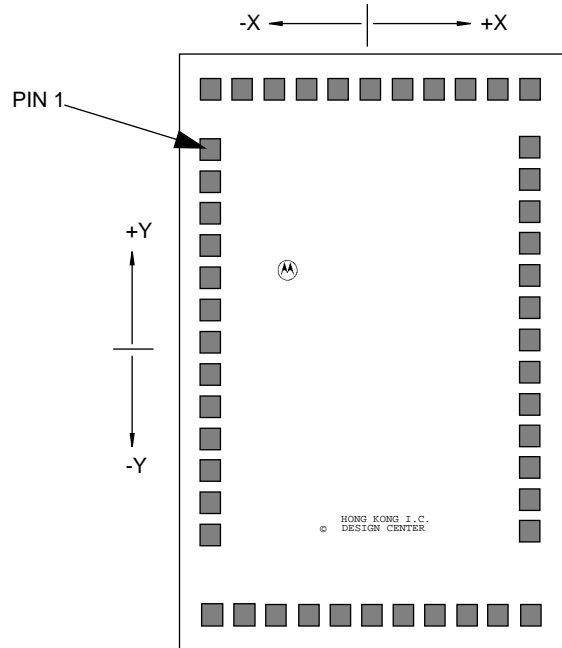 -X
+X
PIN 1
+Y
-Y
HONG KONG I.C.
© DESIGN CENTER